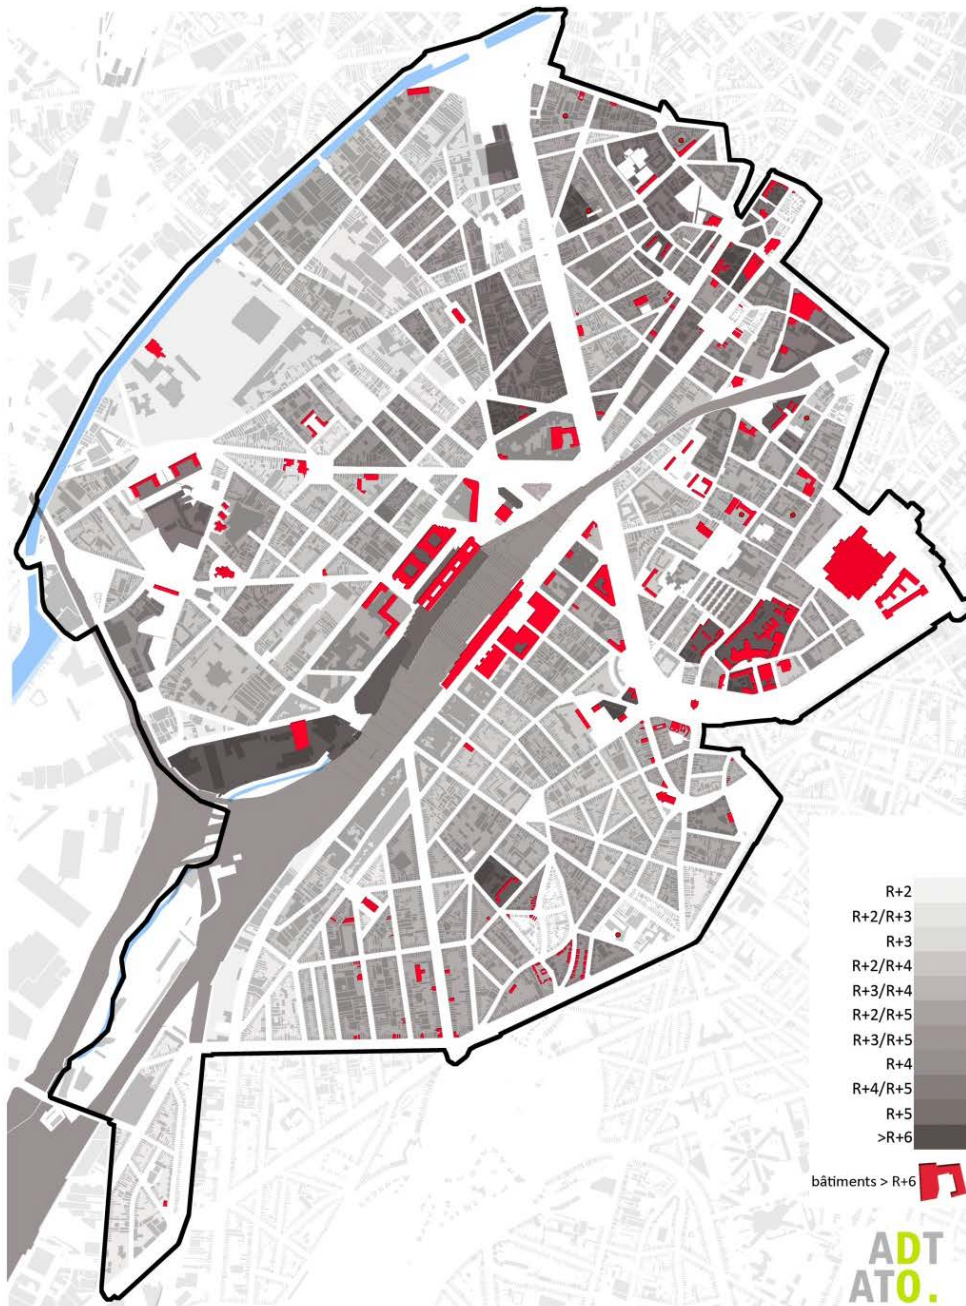 R+2
R+2/R+3
R+3
R+2/R+4
R+3/R+4
R+2/R+5
R+3/R+5
R+4
R+4/R+5
R+5
>R+6
bâtiments > R+6
ADT
ATO.